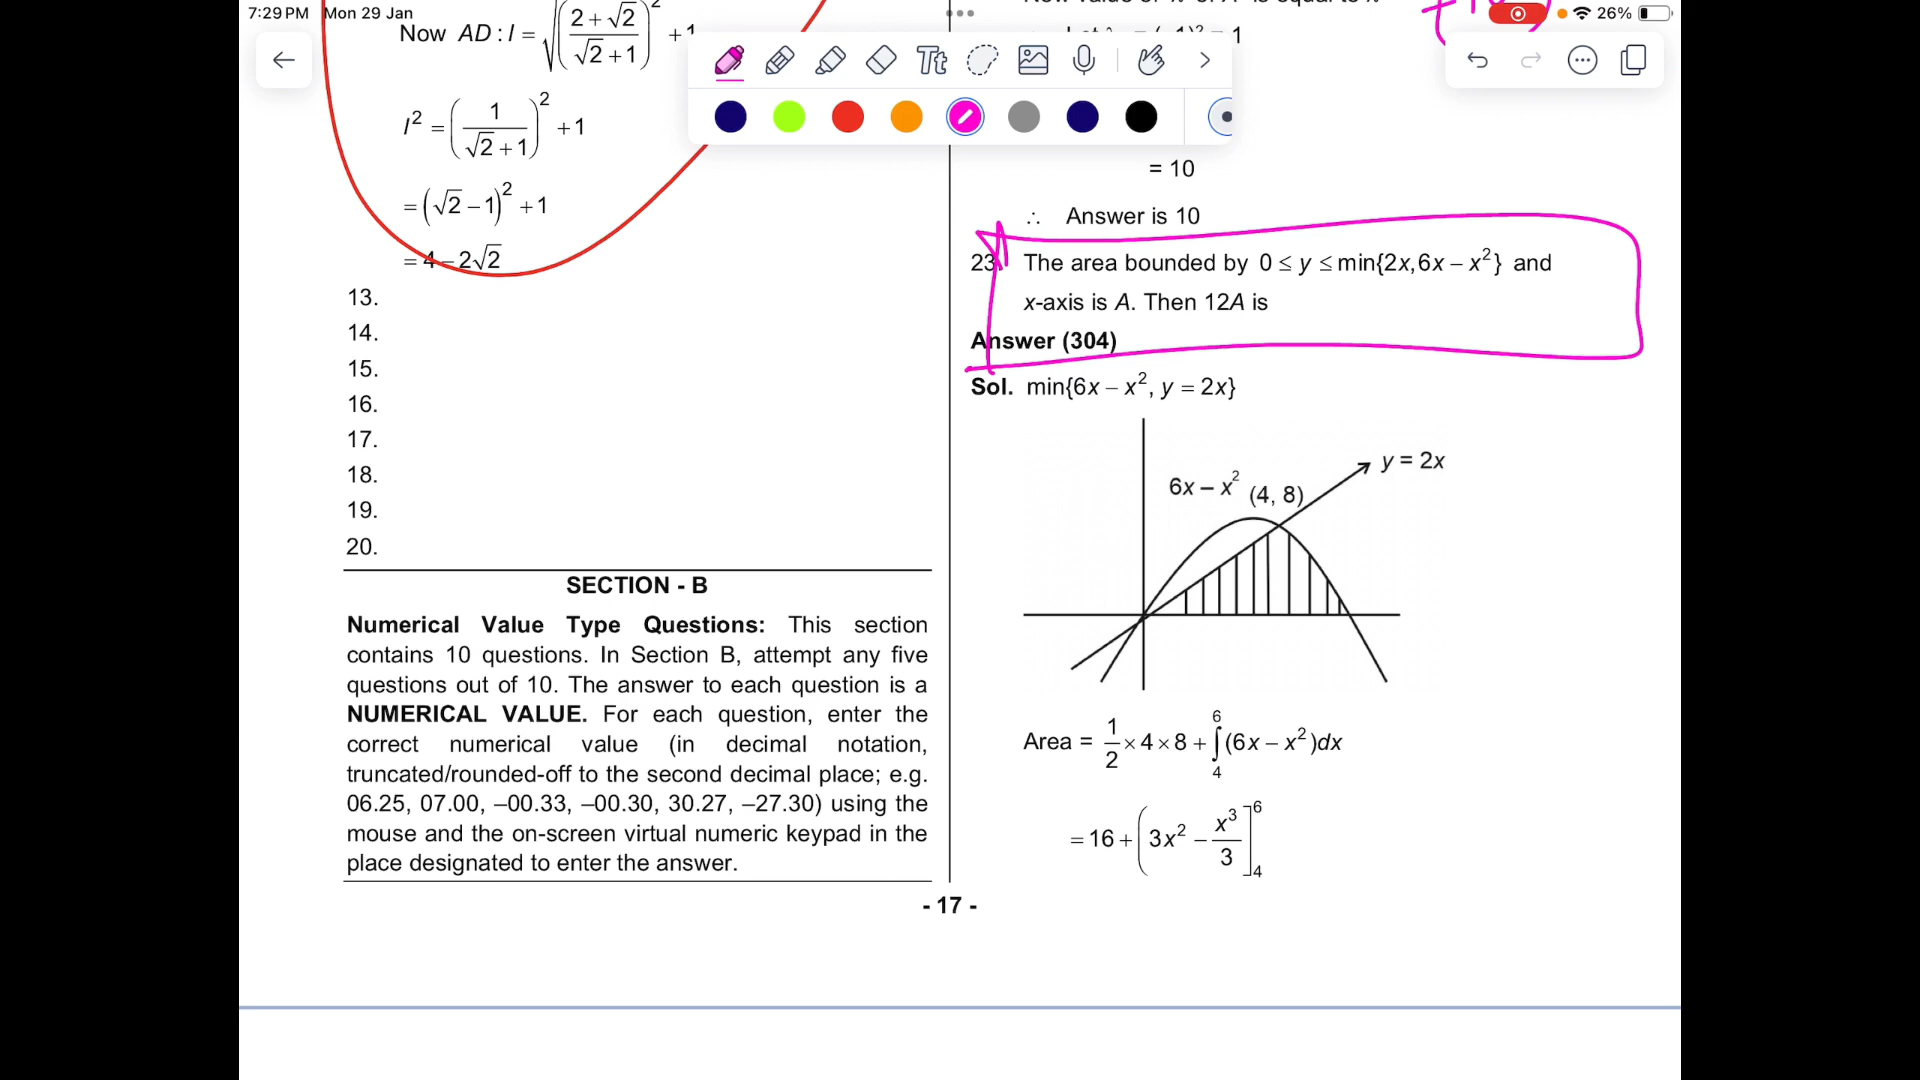 7:29 PM Mon 29 Jan
26%
Now AD : l = √((2 + √2)/(√2 + 1))² + 1
l² = (1/(√2 + 1))² + 1
= (√2 – 1)² + 1
= 4 – 2√2
13.
14.
15.
16.
17.
18.
19.
20.
SECTION - B
Numerical Value Type Questions: This section
contains 10 questions. In Section B, attempt any five
questions out of 10. The answer to each question is a
NUMERICAL VALUE. For each question, enter the
correct numerical value (in decimal notation,
truncated/rounded-off to the second decimal place; e.g.
06.25, 07.00, –00.33, –00.30, 30.27, –27.30) using the
mouse and the on-screen virtual numeric keypad in the
place designated to enter the answer.
Tt
= 10
∴ Answer is 10
23. The area bounded by 0 ≤ y ≤ min{2x, 6x – x²} and
x-axis is A. Then 12A is
Answer (304)
Sol. min{6x – x², y = 2x}
y = 2x
6x – x² (4, 8)
Area = 1/2 × 4 × 8 + ∫₄⁶ (6x – x²)dx
= 16 + (3x² – x³/3]₄⁶
- 17 -